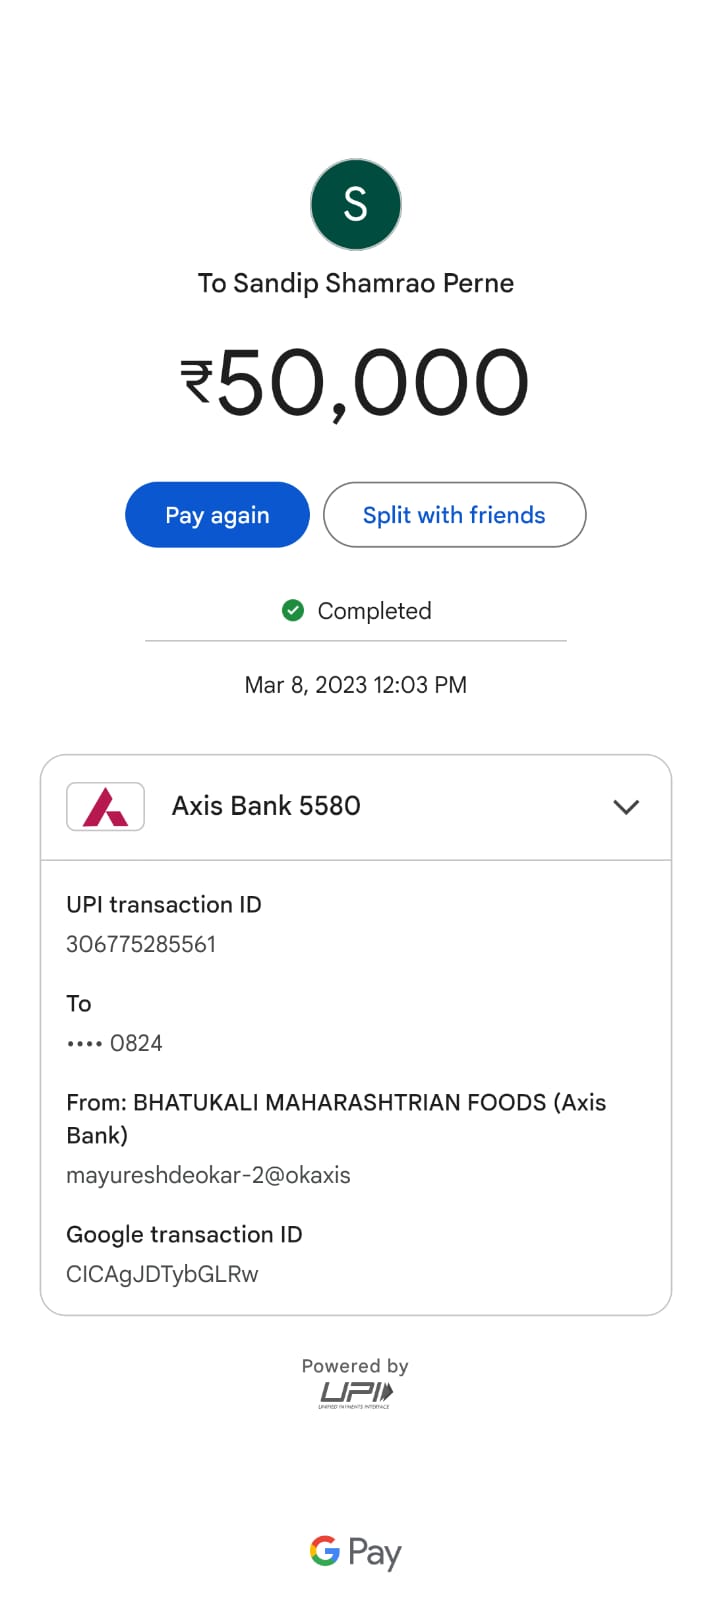 S
To Sandip Shamrao Perne
₹50,000
Pay again
Split with friends
Completed
Mar 8, 2023 12:03 PM
Axis Bank 5580
UPI transaction ID
306775285561
To
•••• 0824
From: BHATUKALI MAHARASHTRIAN FOODS (Axis
Bank)
mayureshdeokar-2@okaxis
Google transaction ID
CICAgJDTybGLRw
Powered by
UPI
UNIFIED PAYMENTS INTERFACE
G Pay